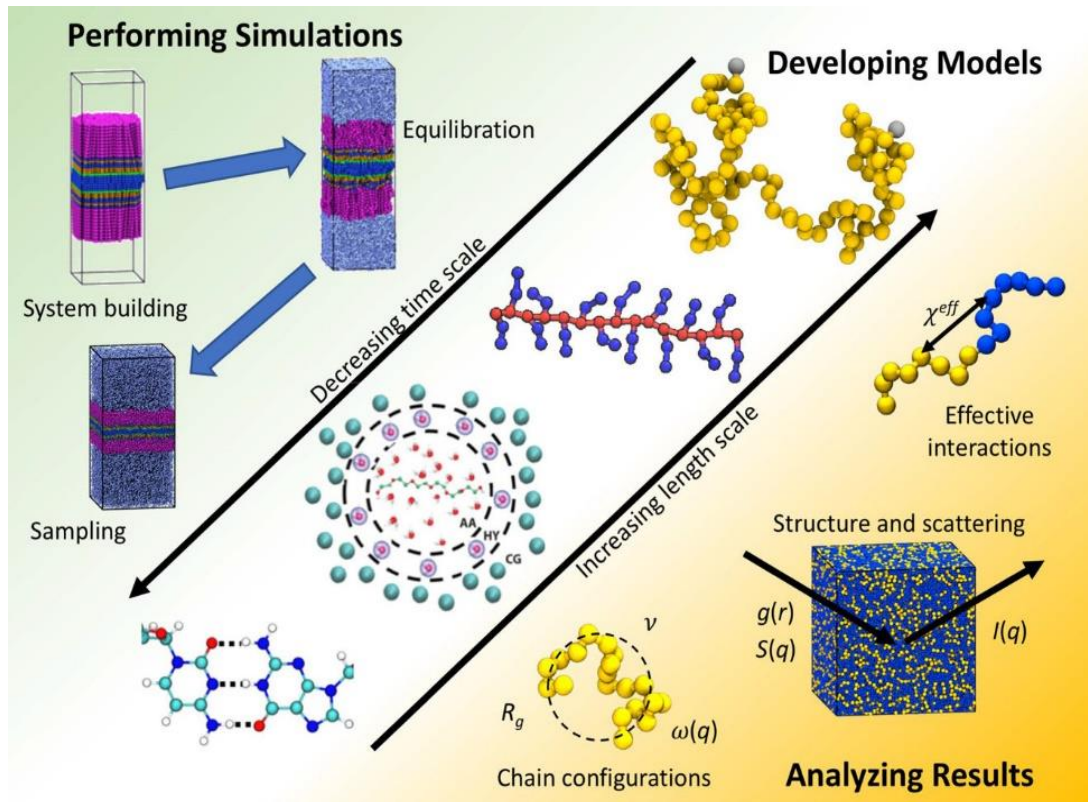 Performing Simulations
Equilibration
System building
Sampling
Developing Models
Decreasing time scale
Increasing length scale
AA
HY
CG
χ^eff
Effective
interactions
Structure and scattering
g(r)
S(q)
I(q)
ν
R_g
ω(q)
Chain configurations
Analyzing Results